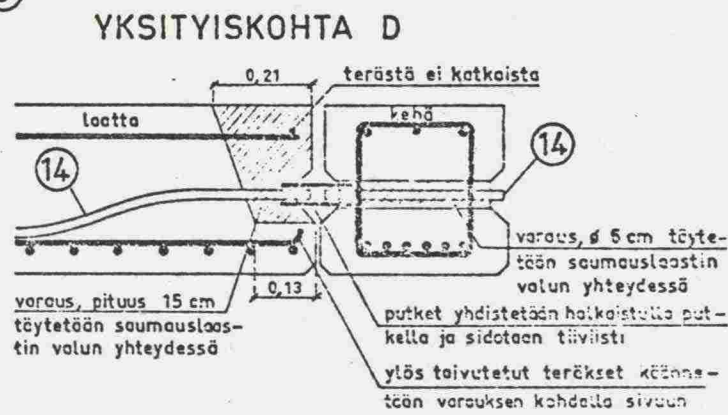 YKSITYISKOHTA D
0,21
terästä ei katkaista
laatta
kehä
14
14
varaus, ø 5 cm täyte-
tään saumauslaastin
valun yhteydessä
0,13
varaus, pituus 15 cm
täytetään saumauslaas-
tin valun yhteydessä
putket yhdistetään halkaistulla put-
kella ja sidotaan tiiviisti
ylös taivutetut teräkset käänne-
tään varauksen kohdalla sivuun